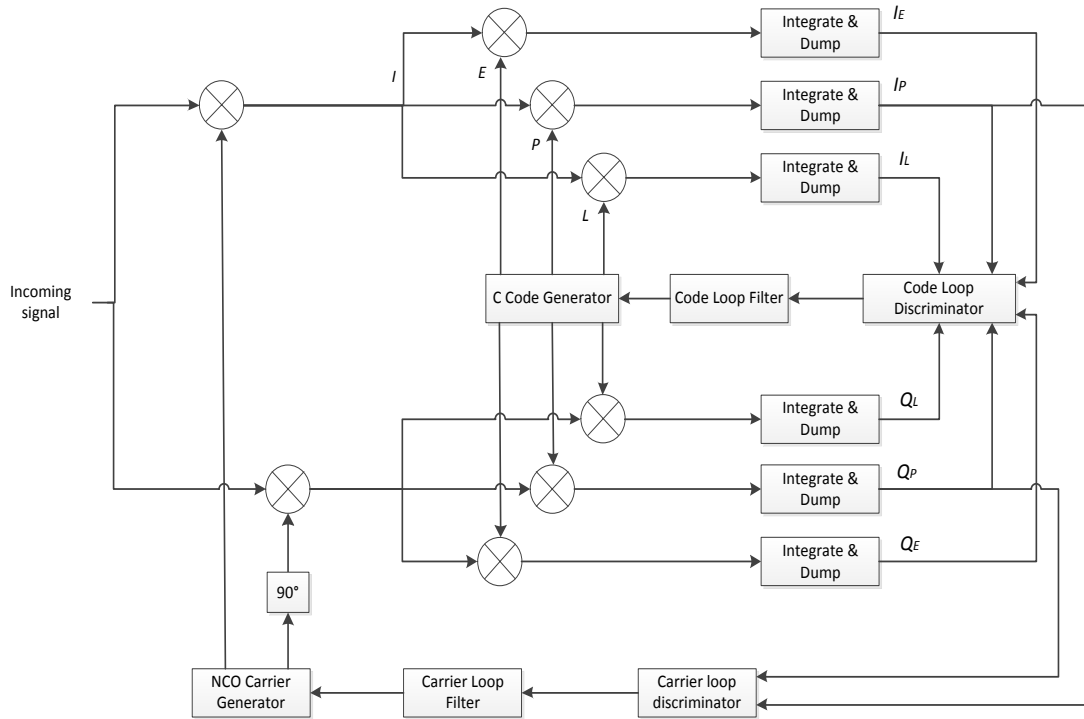 Integrate &
Dump
IE
I
E
Integrate &
Dump
IP
P
Integrate &
Dump
IL
L
Incoming
signal
C Code Generator
Code Loop Filter
Code Loop
Discriminator
Integrate &
Dump
QL
Integrate &
Dump
QP
Integrate &
Dump
QE
90°
NCO Carrier
Generator
Carrier Loop
Filter
Carrier loop
discriminator